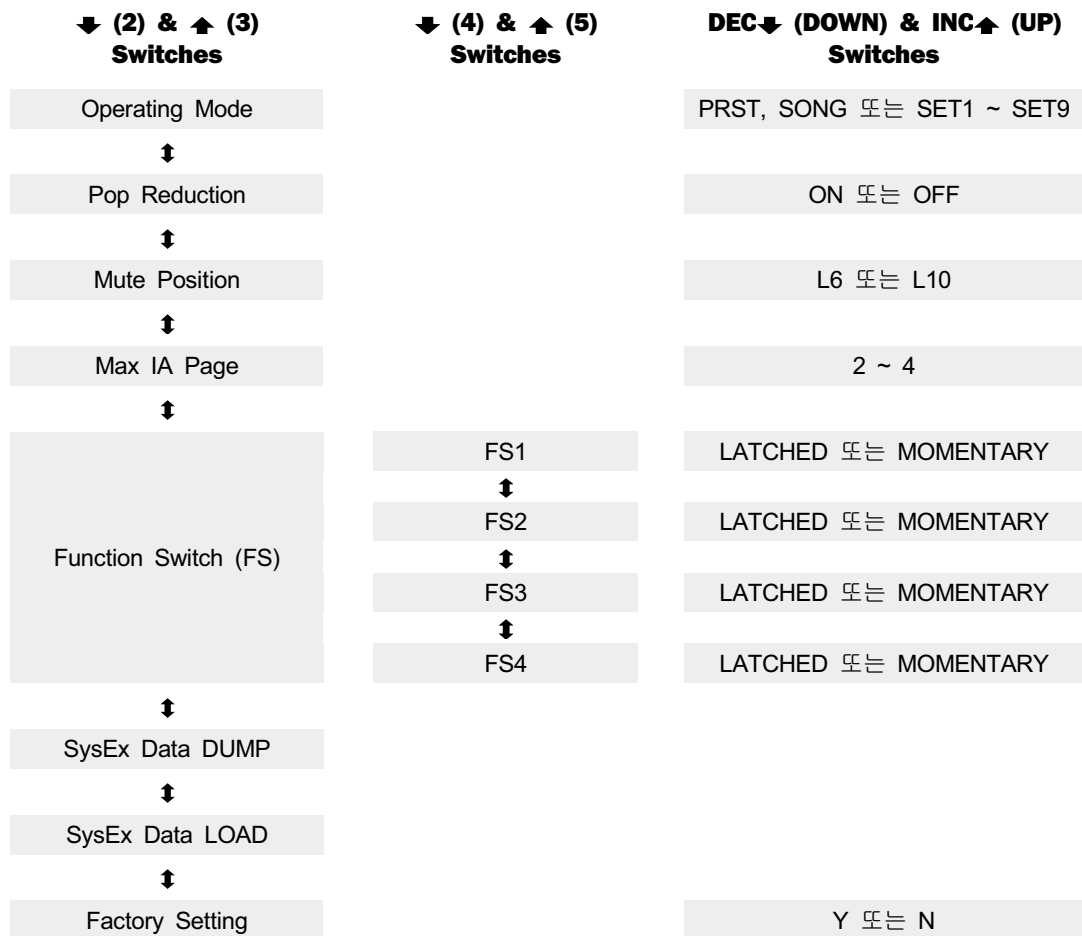 🡇 (2) & 🡅 (3) Switches
🡇 (4) & 🡅 (5) Switches
DEC🡇 (DOWN) & INC🡅 (UP) Switches
Operating Mode
PRST, SONG 또는 SET1 ~ SET9
Pop Reduction
ON 또는 OFF
Mute Position
L6 또는 L10
Max IA Page
2 ~ 4
Function Switch (FS)
FS1
LATCHED 또는 MOMENTARY
FS2
LATCHED 또는 MOMENTARY
FS3
LATCHED 또는 MOMENTARY
FS4
LATCHED 또는 MOMENTARY
SysEx Data DUMP
SysEx Data LOAD
Factory Setting
Y 또는 N